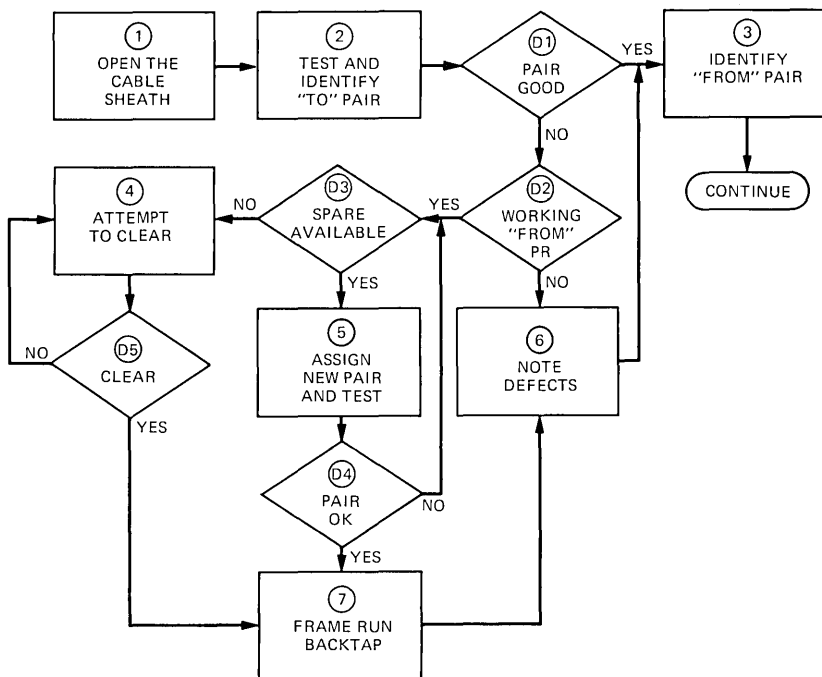 1
OPEN THE
CABLE
SHEATH
2
TEST AND
IDENTIFY
"TO" PAIR
D1
PAIR
GOOD
YES
NO
3
IDENTIFY
"FROM" PAIR
CONTINUE
4
ATTEMPT
TO CLEAR
NO
D3
SPARE
AVAILABLE
YES
YES
D2
WORKING
"FROM"
PR
NO
D5
CLEAR
NO
YES
5
ASSIGN
NEW PAIR
AND TEST
6
NOTE
DEFECTS
D4
PAIR
OK
NO
YES
7
FRAME RUN
BACKTAP